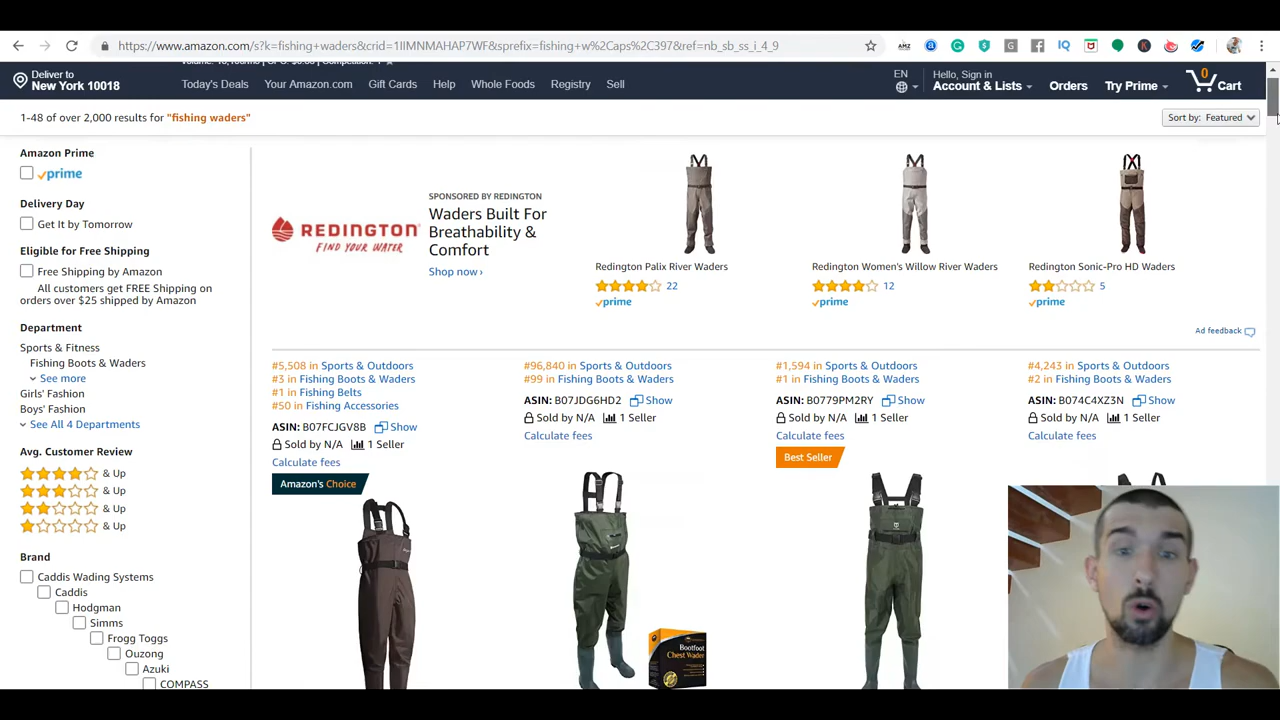 https://www.amazon.com/s?k=fishing+waders&crid=1IIMNMAHAP7WF&sprefix=fishing+w%2Caps%2C397&ref=nb_sb_ss_i_4_9
Deliver to
New York 10018
Today's Deals
Your Amazon.com
Gift Cards
Help
Whole Foods
Registry
Sell
EN
Hello, Sign in
Account & Lists
Orders
Try Prime
0
Cart
1-48 of over 2,000 results for "fishing waders"
Sort by: Featured
Amazon Prime
prime
Delivery Day
Get It by Tomorrow
Eligible for Free Shipping
Free Shipping by Amazon
All customers get FREE Shipping on
orders over $25 shipped by Amazon
Department
Sports & Fitness
Fishing Boots & Waders
See more
Girls' Fashion
Boys' Fashion
See All 4 Departments
Avg. Customer Review
& Up
& Up
& Up
& Up
Brand
Caddis Wading Systems
Caddis
Hodgman
Simms
Frogg Toggs
Ouzong
Azuki
COMPASS
REDINGTON
FIND YOUR WATER
SPONSORED BY REDINGTON
Waders Built For
Breathability &
Comfort
Shop now ›
Redington Palix River Waders
22
prime
Redington Women's Willow River Waders
12
prime
Redington Sonic-Pro HD Waders
5
prime
Ad feedback
#5,508 in Sports & Outdoors
#3 in Fishing Boots & Waders
#1 in Fishing Belts
#50 in Fishing Accessories
ASIN: B07FCJGV8B Show
Sold by N/A 1 Seller
Calculate fees
Amazon's Choice
#96,840 in Sports & Outdoors
#99 in Fishing Boots & Waders
ASIN: B07JDG6HD2 Show
Sold by N/A 1 Seller
Calculate fees
Bootfoot
Chest Wader
#1,594 in Sports & Outdoors
#1 in Fishing Boots & Waders
ASIN: B0779PM2RY Show
Sold by N/A 1 Seller
Calculate fees
Best Seller
#4,243 in Sports & Outdoors
#2 in Fishing Boots & Waders
ASIN: B074C4XZ3N Show
Sold by N/A 1 Seller
Calculate fees